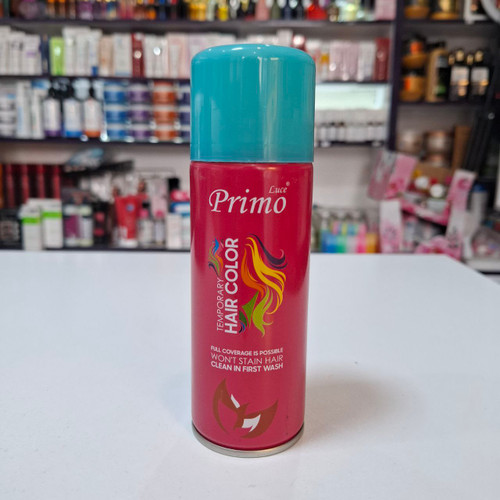 Luce
Primo®
TEMPORARY
HAIR COLOR
FULL COVERAGE IS POSSIBLE
WON'T STAIN HAIR
CLEAN IN FIRST WASH